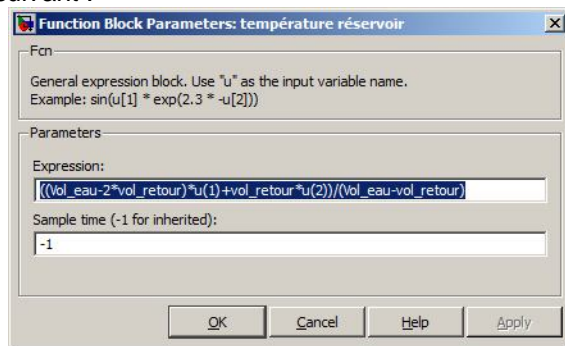 Function Block Parameters: température réservoir
Fcn
General expression block. Use "u" as the input variable name.
Example: sin(u[1] * exp(2.3 * -u[2]))
Parameters
Expression:
((Vol_eau-2*vol_retour)*u(1)+vol_retour*u(2))/(Vol_eau-vol_retour)
Sample time (-1 for inherited):
-1
OK Cancel Help Apply